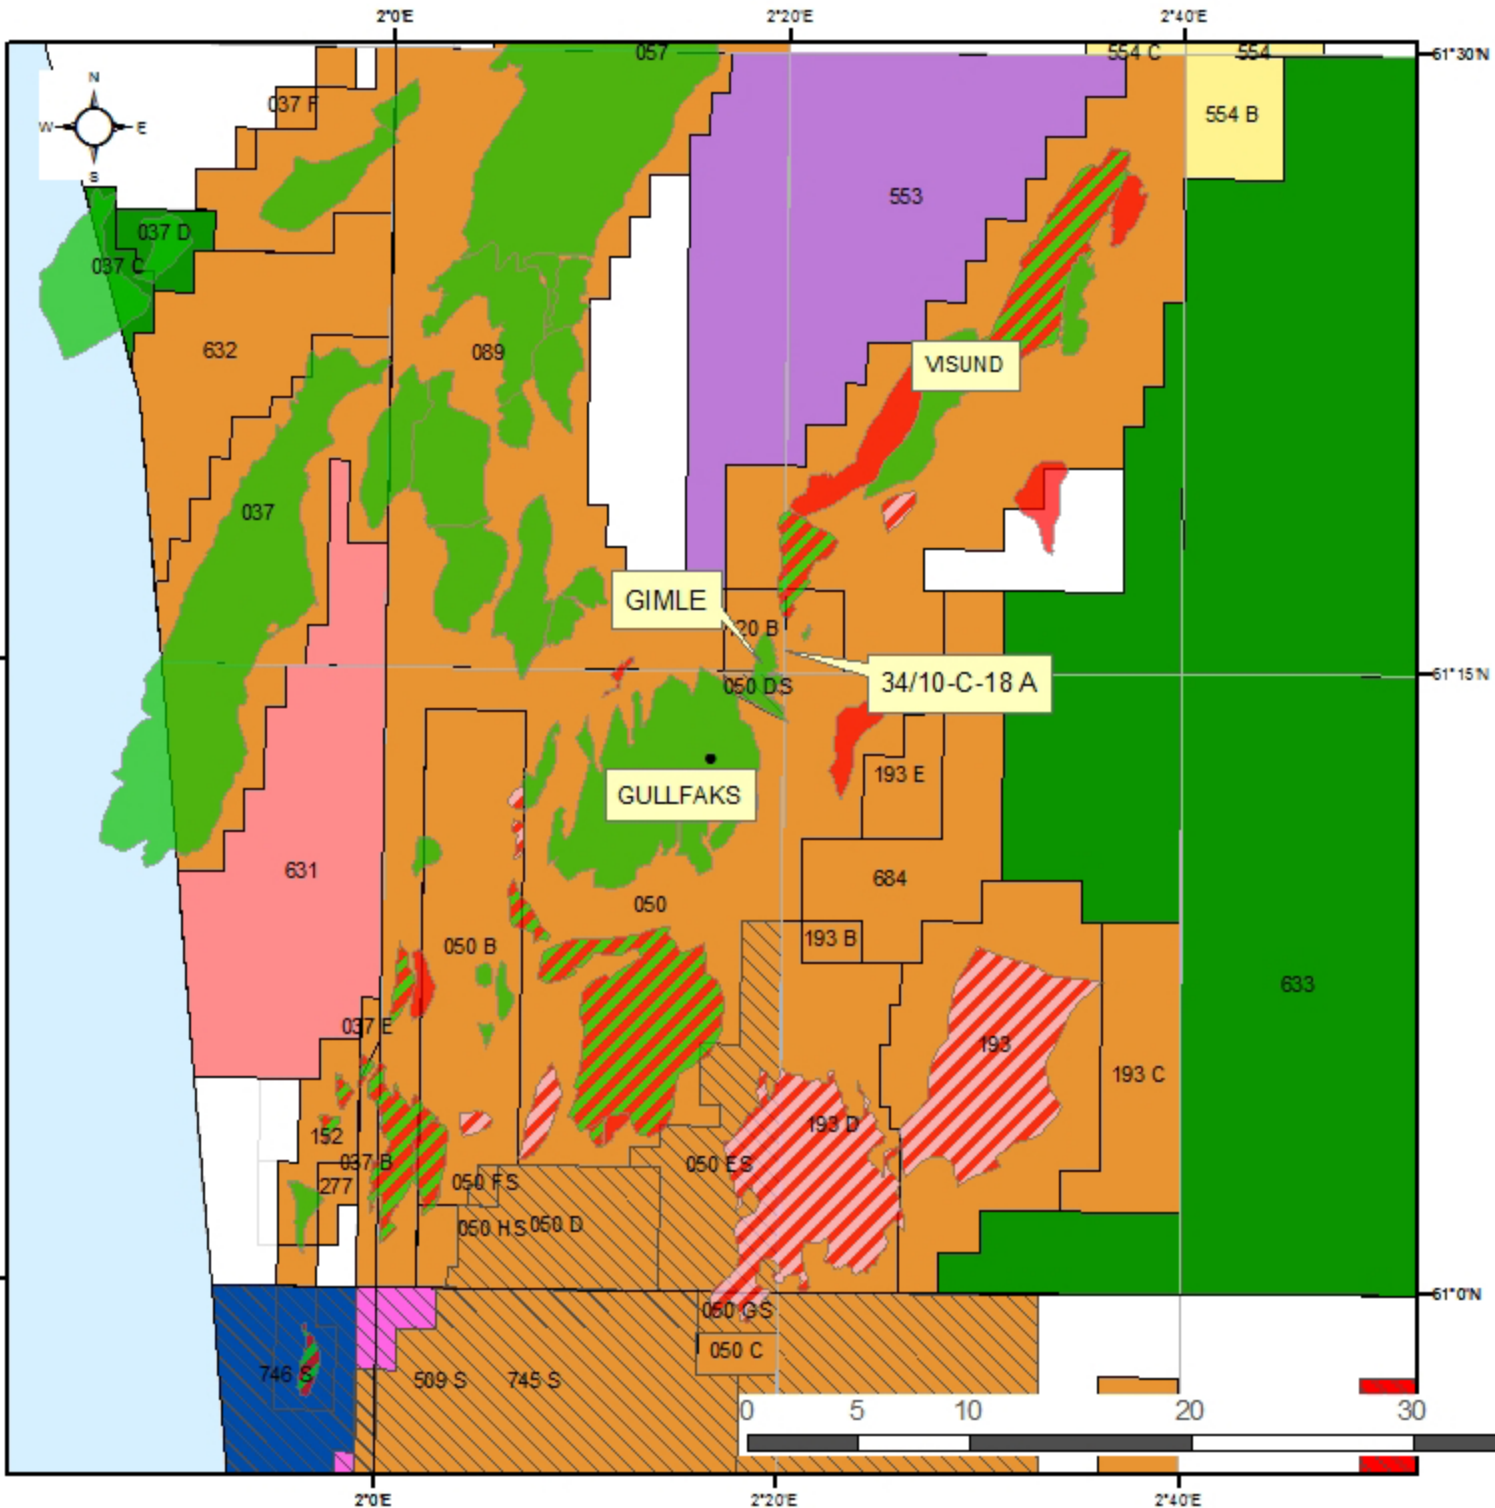 2°0'E
2°20'E
2°40'E
057
554 C
554
61°30'N
N
W
E
S
037 F
554 B
553
037 D
037 C
632
089
VISUND
037
GIMLE
120 B
34/10-C-18 A
050 DS
61°15'N
193 E
GULLFAKS
631
684
050
193 B
050 B
633
037 E
193
193 C
152
193 D
037 B
050 ES
277
050 FS
050 HS
050 D
61°0'N
050 GS
050 C
746 S
509 S
745 S
0
5
10
20
30
2°0'E
2°20'E
2°40'E